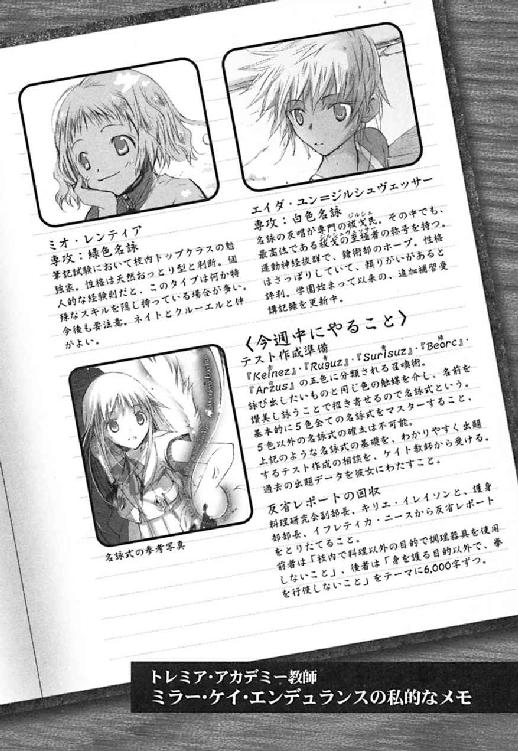 ミオ・レンティア
専攻:緑色名詠
筆記試験において校内トップクラスの勉
強家。性格は天然おっとり型と判断。個
人的な経験則だと、このタイプは何か特
殊なスキルを隠し持っている場合が多い。
今後も要注意。ネイトとクルーエルと仲
がよい。
エイダ・ユン=ジルシュヴェッサー
専攻:白色名詠
名詠の反唱が専門の祓戈民。その中でも、
最高位である祓戈の到極者の称号を持つ。
運動神経抜群で、槍術部のホープ。性格
はさっぱりしていて、頼りがいがあると
評判。学園始まって以来の、追加補習受
講記録を更新中。
〈今週中にやること〉
テスト作成準備
『Keinez』・『Ruguz』・『Surisuz』・『Beorc』・
『Arzus』の五色に分類される召喚術。
詠び出したいものと同じ色の触媒を介し、名前を
讃美し詠うことで招き寄せるので名詠式という。
基本的に5色全ての名詠式をマスターすること、
5色以外の名詠式の確立は不可能。
上記のような名詠式の基礎を、わかりやすく出題
するテスト作成の相談を、ケイト教師から受ける。
過去の出題データを彼女にわたすこと。
反省レポートの回収
料理研究会副部長、キリエ・イレイソンと、護身
部部長、イフレティカ・ニースから反省レポート
をとりたてること。
前者は「校内で料理以外の目的で調理器具を使用
しないこと」、後者は「身を護る目的以外で、拳
を行使しないこと」をテーマに6,000字ずつ。
名詠式の参考写真
トレミア・アカデミー教師
ミラー・ケイ・エンデュランスの私的なメモ